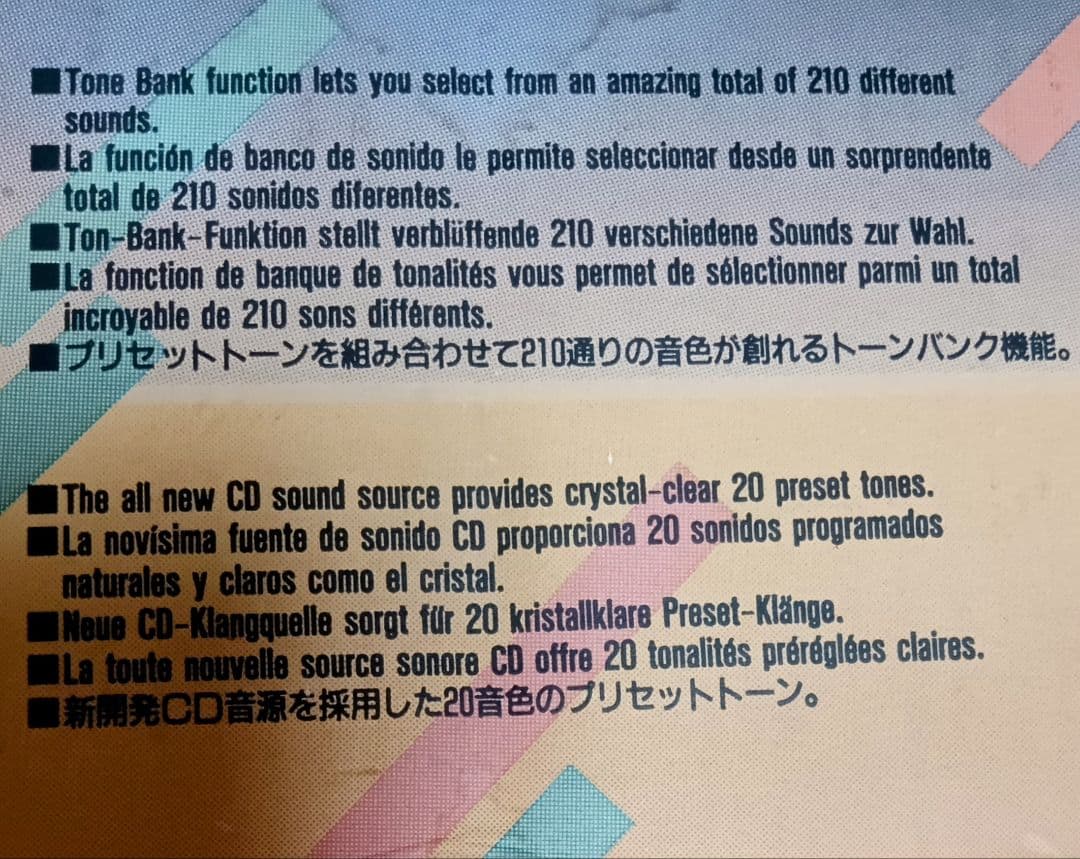 ■Tone Bank function lets you select from an amazing total of 210 different
sounds.
■La función de banco de sonido le permite seleccionar desde un sorprendente
total de 210 sonidos diferentes.
■Ton-Bank-Funktion stellt verblüffende 210 verschiedene Sounds zur Wahl.
■La fonction de banque de tonalités vous permet de sélectionner parmi un total
incroyable de 210 sons différents.
■プリセットトーンを組み合わせて210通りの音色が創れるトーンバンク機能。
■The all new CD sound source provides crystal-clear 20 preset tones.
■La novísima fuente de sonido CD proporciona 20 sonidos programados
naturales y claros como el cristal.
■Neue CD-Klangquelle sorgt für 20 kristallklare Preset-Klänge.
■La toute nouvelle source sonore CD offre 20 tonalités préréglées claires.
■新開発CD音源を採用した20音色のプリセットトーン。